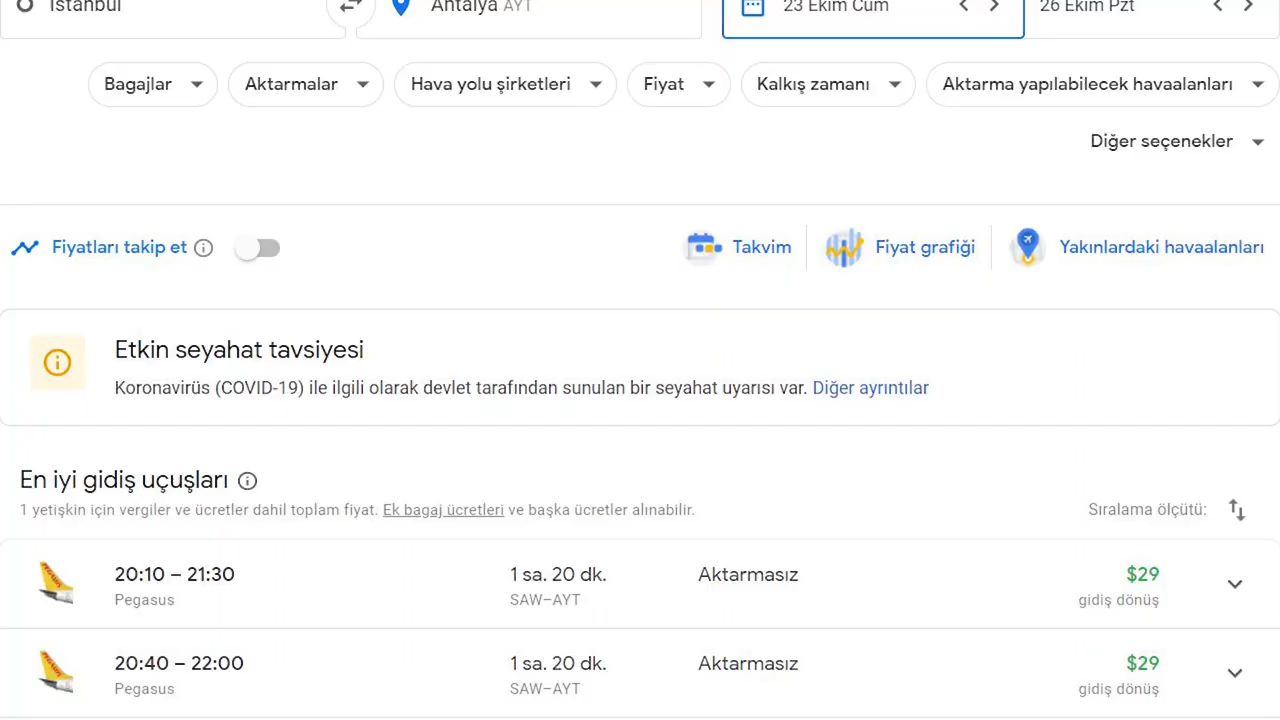 İstanbul
Antalya AYT
23 Ekim Cum
26 Ekim Pzt
Bagajlar
Aktarmalar
Hava yolu şirketleri
Fiyat
Kalkış zamanı
Aktarma yapılabilecek havaalanları
Diğer seçenekler
Fiyatları takip et
Takvim
Fiyat grafiği
Yakınlardaki havaalanları
Etkin seyahat tavsiyesi
Koronavirüs (COVID-19) ile ilgili olarak devlet tarafından sunulan bir seyahat uyarısı var. Diğer ayrıntılar
En iyi gidiş uçuşları
1 yetişkin için vergiler ve ücretler dahil toplam fiyat. Ek bagaj ücretleri ve başka ücretler alınabilir.
Sıralama ölçütü:
20:10 – 21:30
1 sa. 20 dk.
Aktarmasız
$29
Pegasus
SAW–AYT
gidiş dönüş
20:40 – 22:00
1 sa. 20 dk.
Aktarmasız
$29
Pegasus
SAW–AYT
gidiş dönüş